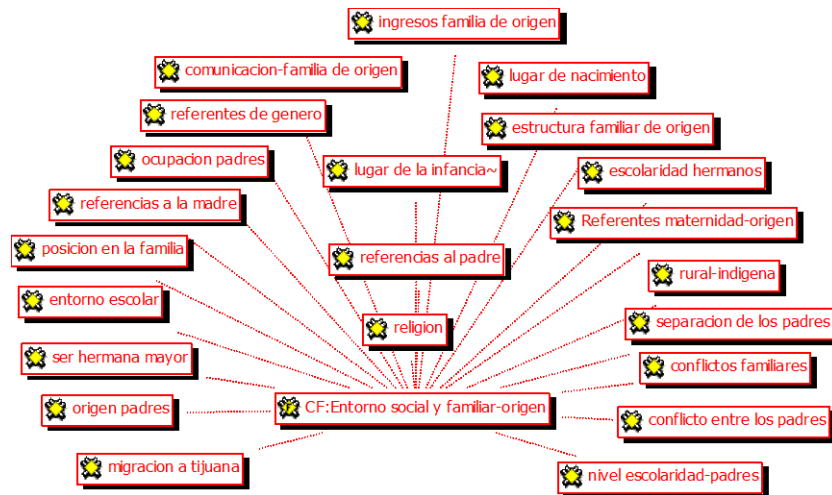 ingresos familia de origen
comunicacion-familia de origen
lugar de nacimiento
referentes de genero
estructura familiar de origen
ocupacion padres
lugar de la infancia~
escolaridad hermanos
referencias a la madre
Referentes maternidad-origen
posicion en la familia
referencias al padre
rural-indigena
entorno escolar
religion
separacion de los padres
ser hermana mayor
conflictos familiares
origen padres
CF:Entorno social y familiar-origen
conflicto entre los padres
migracion a tijuana
nivel escolaridad-padres